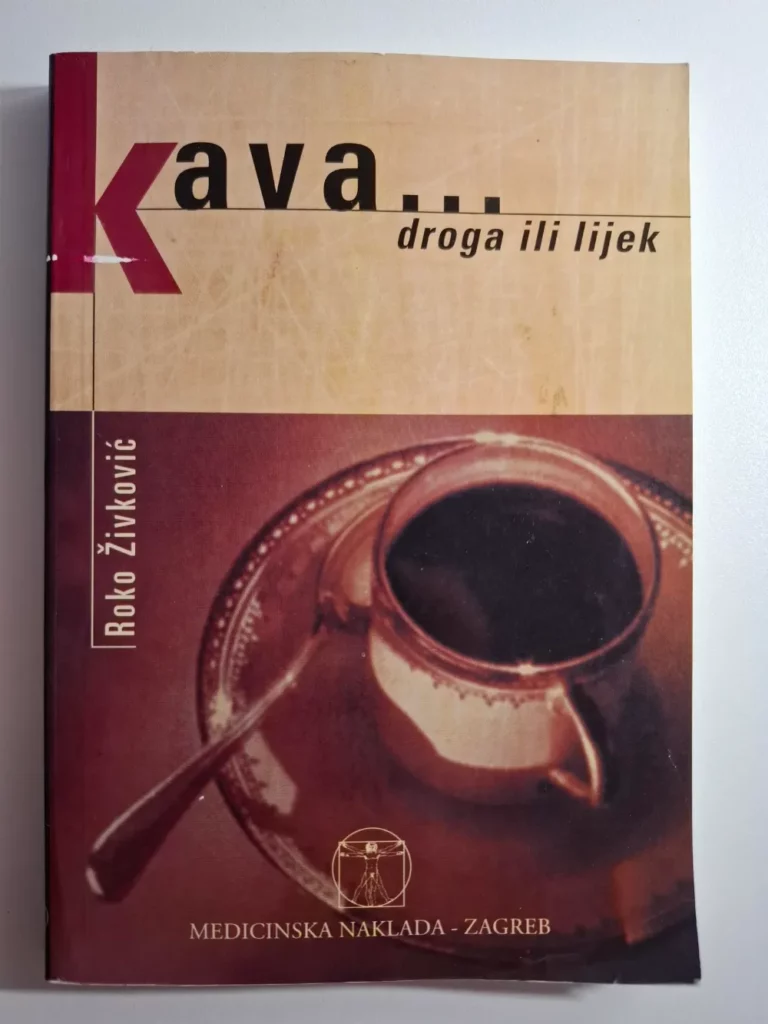 Kava...
droga ili lijek
Roko Živković
MEDICINSKA NAKLADA - ZAGREB